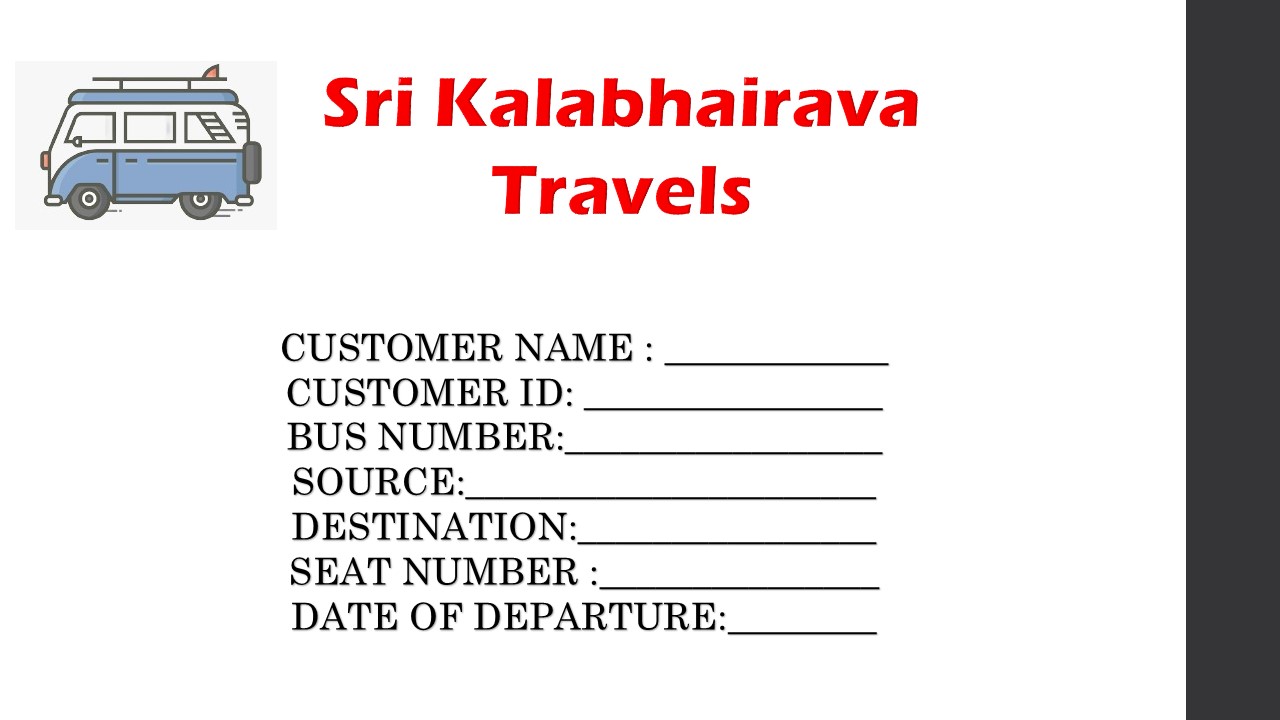 Sri Kalabhairava
Travels
CUSTOMER NAME : ____________
CUSTOMER ID: ________________
BUS NUMBER:_________________
SOURCE:______________________
DESTINATION:________________
SEAT NUMBER :_______________
DATE OF DEPARTURE:________